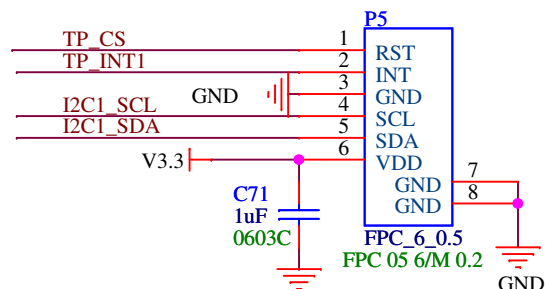 P5
TP_CS 1 RST
TP_INT1 2 INT
GND 3 GND
I2C1_SCL 4 SCL
I2C1_SDA 5 SDA
V3.3 6 VDD
GND 7
GND 8
C71
1uF
0603C
FPC_6_0.5
FPC 05 6/M 0.2
GND